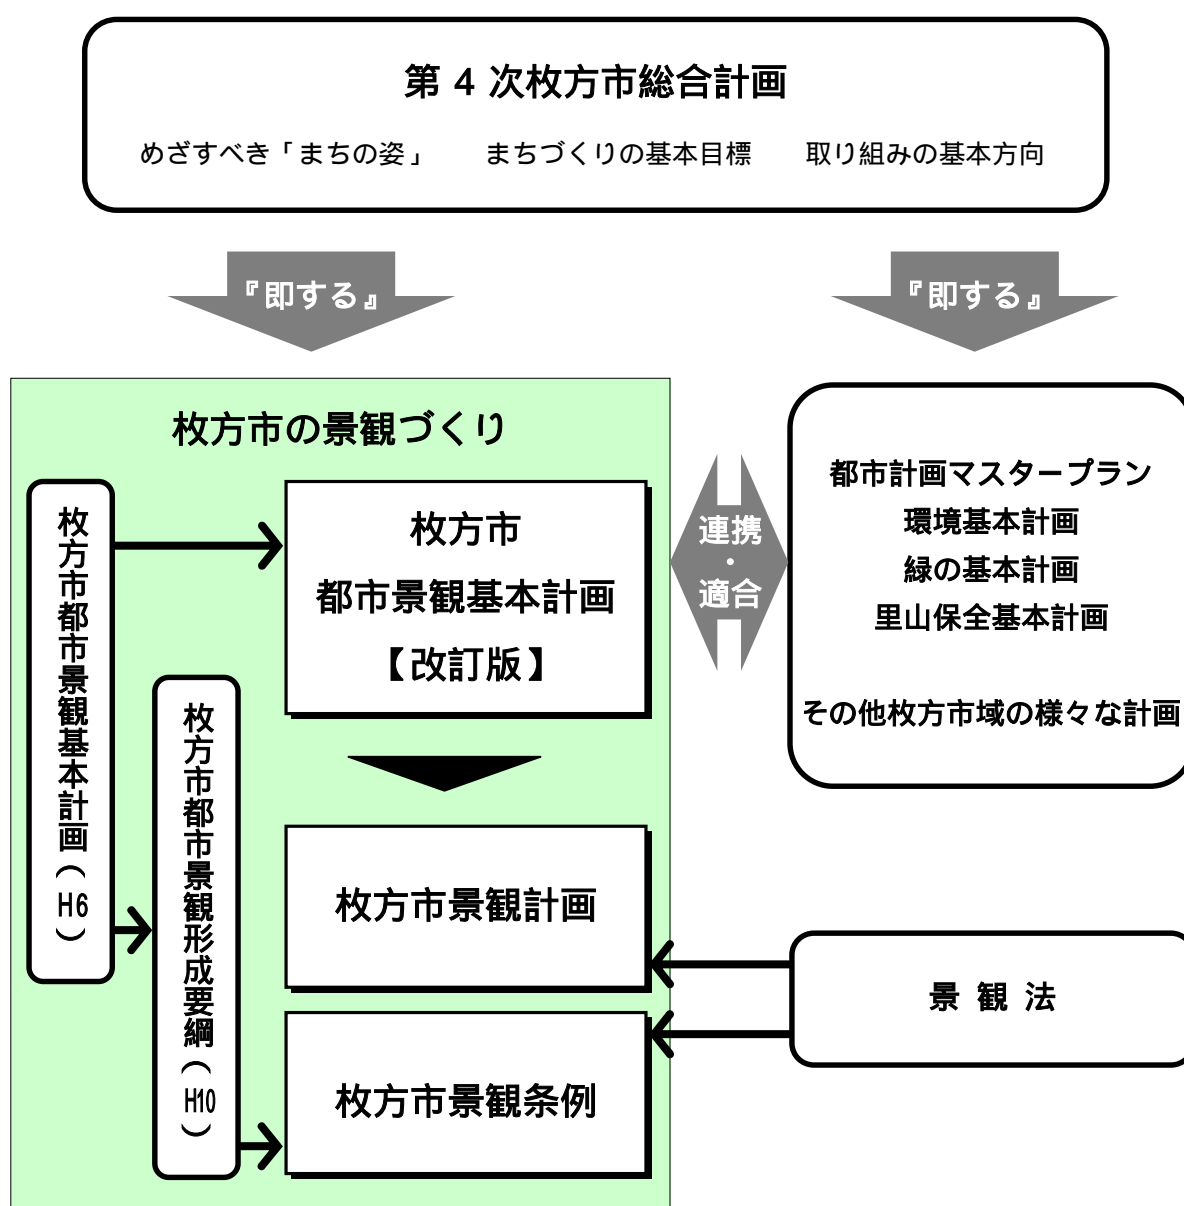 第４次枚方市総合計画
めざすべき「まちの姿」　まちづくりの基本目標　取り組みの基本方向
『即する』
『即する』
枚方市の景観づくり
枚方市都市景観基本計画（H6）
枚方市
都市景観基本計画
【改訂版】
枚方市都市景観形成要綱（H10）
枚方市景観計画
枚方市景観条例
連携
・
適合
都市計画マスタープラン
環境基本計画
緑の基本計画
里山保全基本計画
その他枚方市域の様々な計画
景観法